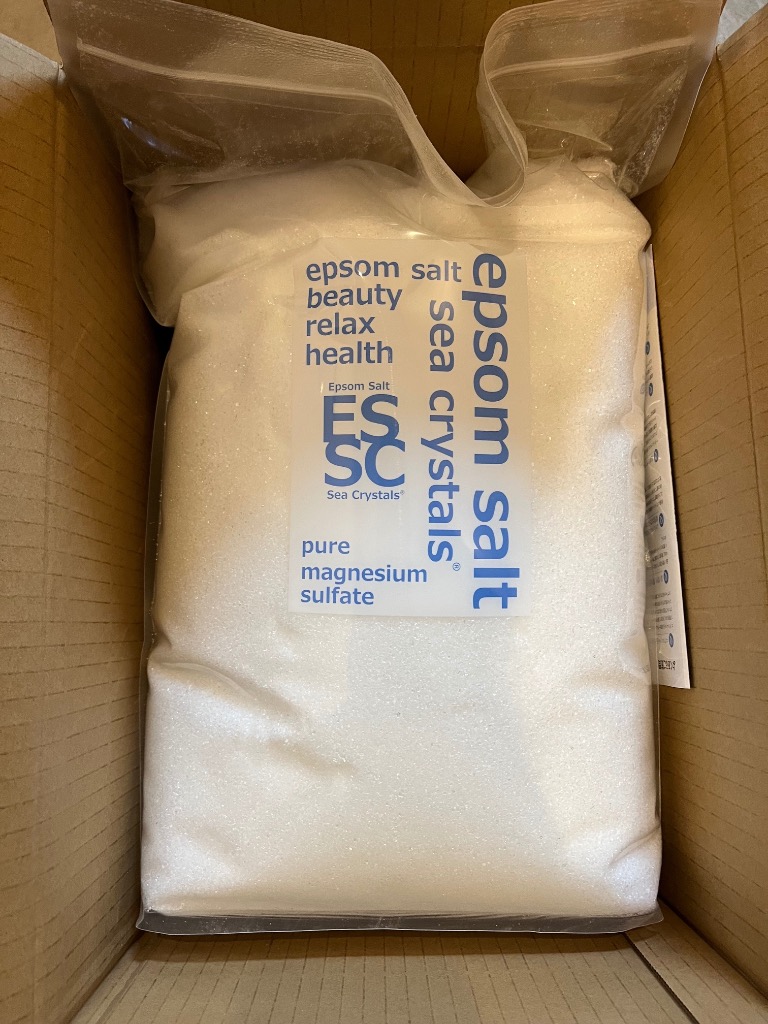 epsom salt
beauty
relax
health
Epsom Salt
ES
SC
Sea Crystals®
pure
magnesium
sulfate
sea crystals®
epsom salt